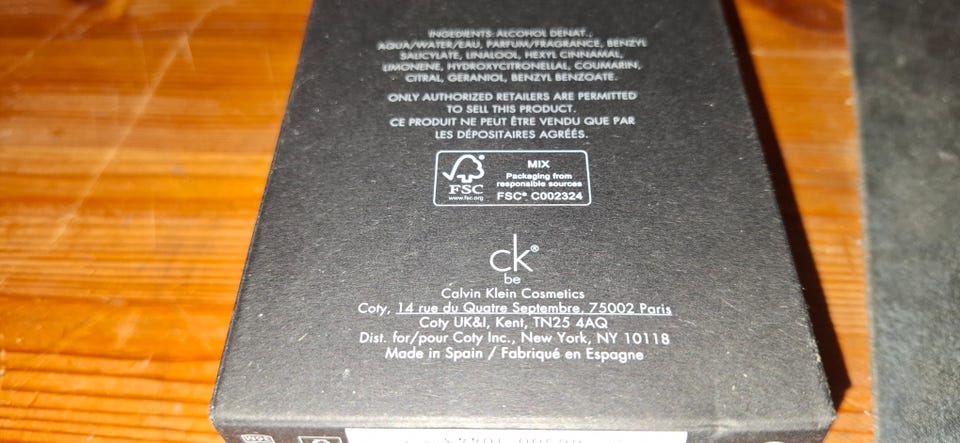 INGEDIENTS: ALCOHOL DENAT.,
AQUA/WATER/EAU, PARFUM/FRAGRANCE, BENZYL
SALICYLATE, LINALOOL, HEXYL CINNAMAL,
LIMONENE, HYDROXYCITRONELLAL, COUMARIN,
CITRAL, GERANIOL, BENZYL BENZOATE.
ONLY AUTHORIZED RETAILERS ARE PERMITTED
TO SELL THIS PRODUCT.
CE PRODUIT NE PEUT ÊTRE VENDU QUE PAR
LES DÉPOSITAIRES AGRÉÉS.
FSC
www.fsc.org
MIX
Packaging from
responsible sources
FSC® C002324
ck®
be
Calvin Klein Cosmetics
Coty, 14 rue du Quatre Septembre, 75002 Paris
Coty UK&I, Kent, TN25 4AQ
Dist. for/pour Coty Inc., New York, NY 10118
Made in Spain / Fabriqué en Espagne